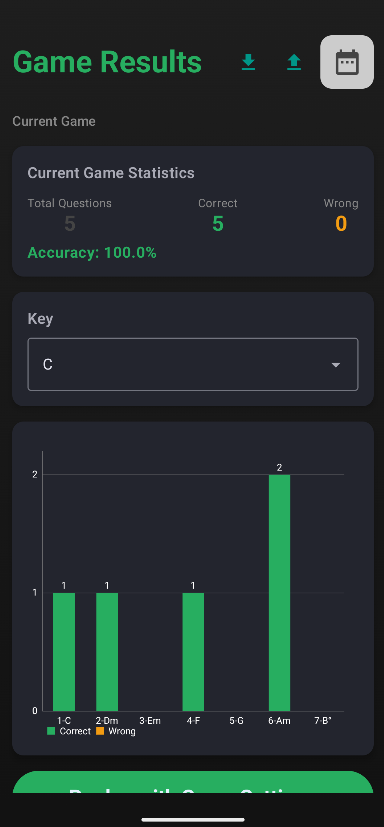 Game Results
Current Game
Current Game Statistics
Total Questions Correct Wrong
5 5 0
Accuracy: 100.0%
Key
C
2
2
1 1 1
1
0
1-C 2-Dm 3-Em 4-F 5-G 6-Am 7-B°
Correct Wrong